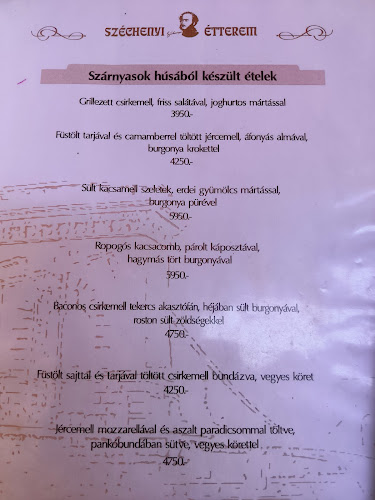 SZÉCHENYI ÉTTEREM
Szárnyasok húsából készült ételek
Grillezett csirkemell, friss salátával, joghurtos mártással
3950.-
Füstölt tarjával és camamberrel töltött jércemell, áfonyás almával,
burgonya krokettel
4250.-
Sült kacsamell szeletek, erdei gyümölcs mártással,
burgonya pürével
5950.-
Ropogós kacsacomb, párolt káposztával,
hagymás tört burgonyával
5950.-
Baconos csirkemell tekercs akasztófán, héjában sült burgonyával,
roston sült zöldségekkel
4750.-
Füstölt sajttal és tarjával töltött csirkemell bundázva, vegyes köret
4250.-
Jércemell mozzarellával és aszalt paradicsommal töltve,
pankóbundában sütve, vegyes körettel
4750.-